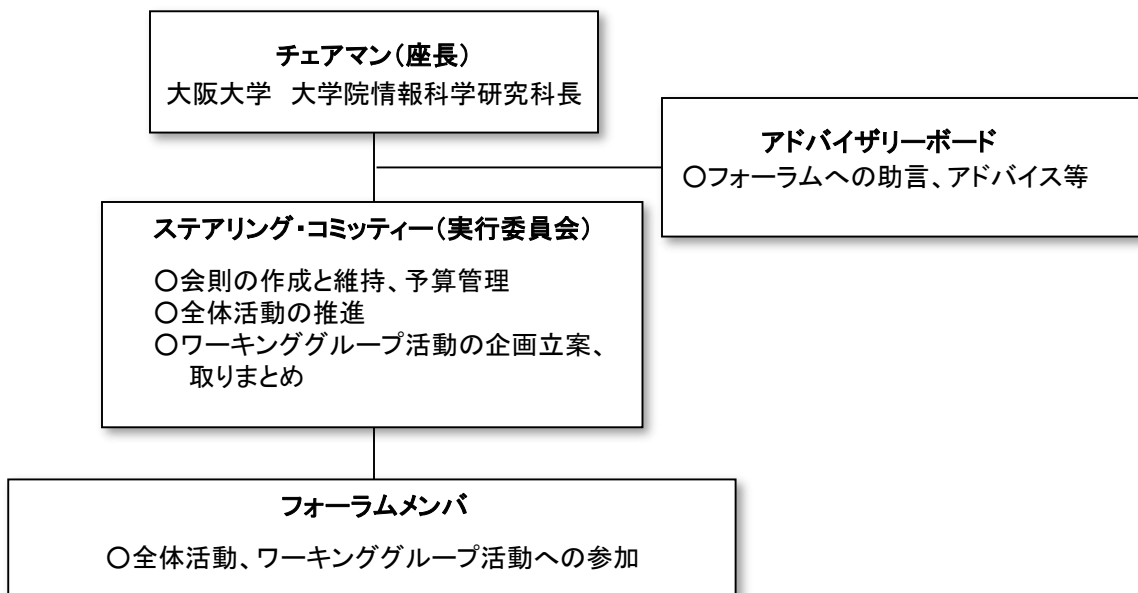 チェアマン(座長)
大阪大学　大学院情報科学研究科長
アドバイザリーボード
○フォーラムへの助言、アドバイス等
ステアリング・コミッティー(実行委員会)
○会則の作成と維持、予算管理
○全体活動の推進
○ワーキンググループ活動の企画立案、
取りまとめ
フォーラムメンバ
○全体活動、ワーキンググループ活動への参加